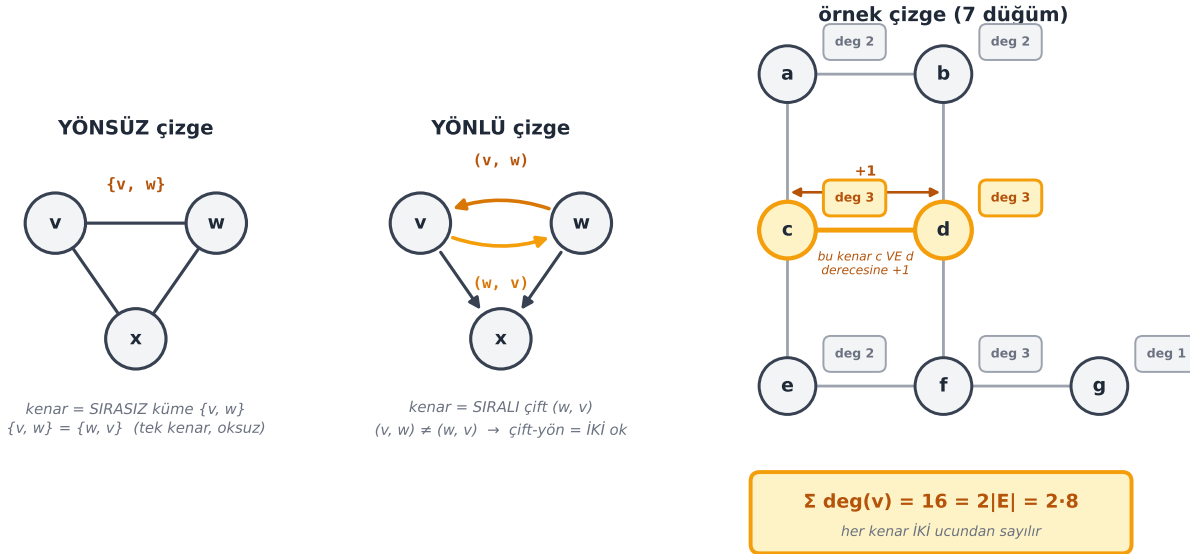 YÖNSÜZ çizge
{v, w}
v
w
x
kenar = SIRASIZ küme {v, w}
{v, w} = {w, v}  (tek kenar, oksuz)
YÖNLÜ çizge
(v, w)
v
w
(w, v)
x
kenar = SIRALI çift (w, v)
(v, w) ≠ (w, v)  →  çift-yön = İKİ ok
örnek çizge (7 düğüm)
deg 2
deg 2
a
b
+1
deg 3
deg 3
c
d
bu kenar c VE d
derecesine +1
deg 2
deg 3
deg 1
e
f
g
Σ deg(v) = 16 = 2|E| = 2·8
her kenar İKİ ucundan sayılır